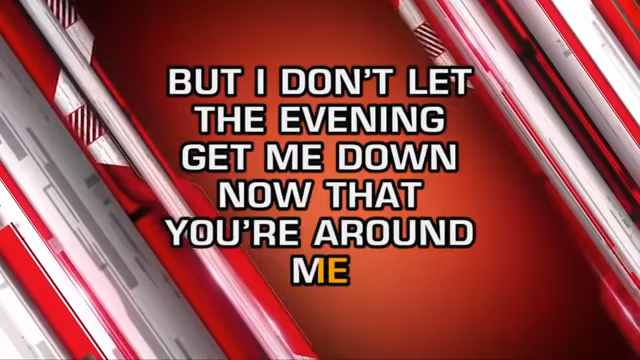 BUT I DON'T LET
THE EVENING
GET ME DOWN
NOW THAT
YOU'RE AROUND
ME